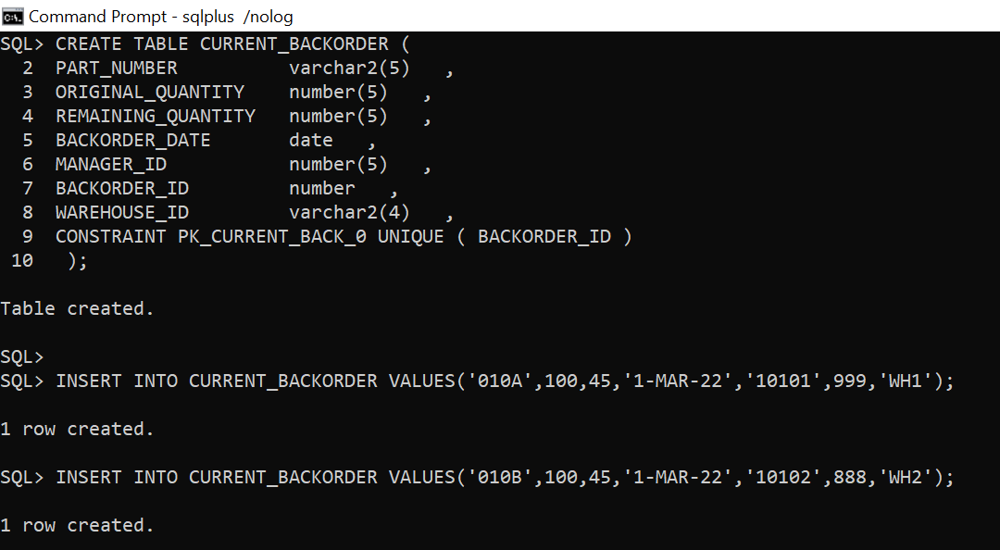 Command Prompt - sqlplus  /nolog
SQL> CREATE TABLE CURRENT_BACKORDER (
  2  PART_NUMBER          varchar2(5)   ,
  3  ORIGINAL_QUANTITY    number(5)   ,
  4  REMAINING_QUANTITY   number(5)   ,
  5  BACKORDER_DATE       date   ,
  6  MANAGER_ID           number(5)   ,
  7  BACKORDER_ID         number   ,
  8  WAREHOUSE_ID         varchar2(4)   ,
  9  CONSTRAINT PK_CURRENT_BACK_0 UNIQUE ( BACKORDER_ID )
 10   );
Table created.
SQL>
SQL> INSERT INTO CURRENT_BACKORDER VALUES('010A',100,45,'1-MAR-22','10101',999,'WH1');
1 row created.
SQL> INSERT INTO CURRENT_BACKORDER VALUES('010B',100,45,'1-MAR-22','10102',888,'WH2');
1 row created.